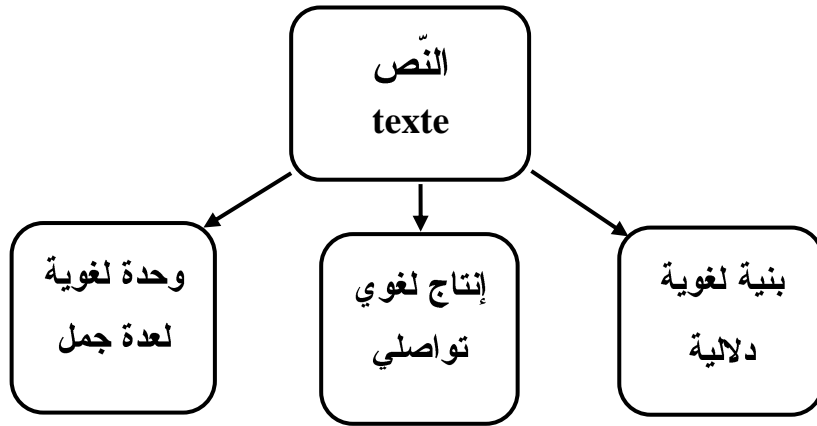 النّص
texte
بنية لغوية
دلالية
إنتاج لغوي
تواصلي
وحدة لغوية
لعدة جمل